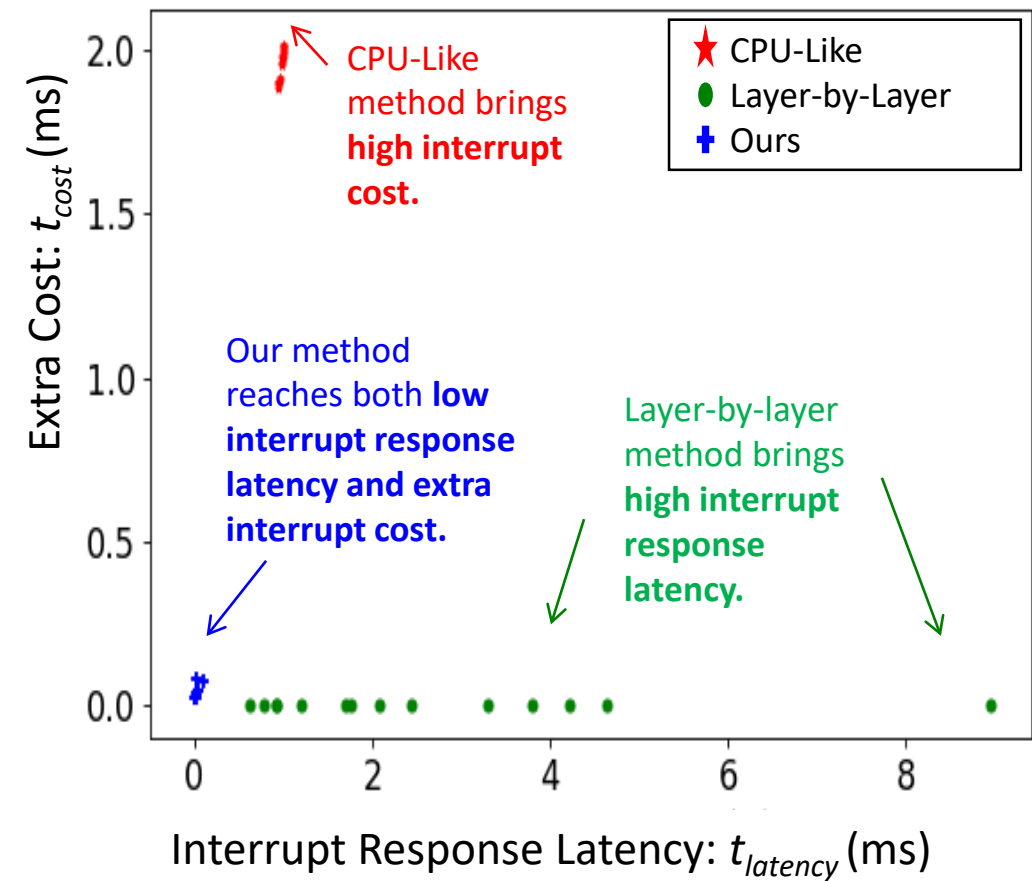 CPU-Like
method brings
high interrupt
cost.
CPU-Like
Layer-by-Layer
Ours
Extra Cost: t_cost (ms)
2.0
1.5
1.0
0.5
0.0
Our method
reaches both low
interrupt response
latency and extra
interrupt cost.
Layer-by-layer
method brings
high interrupt
response
latency.
0
2
4
6
8
Interrupt Response Latency: t_latency (ms)